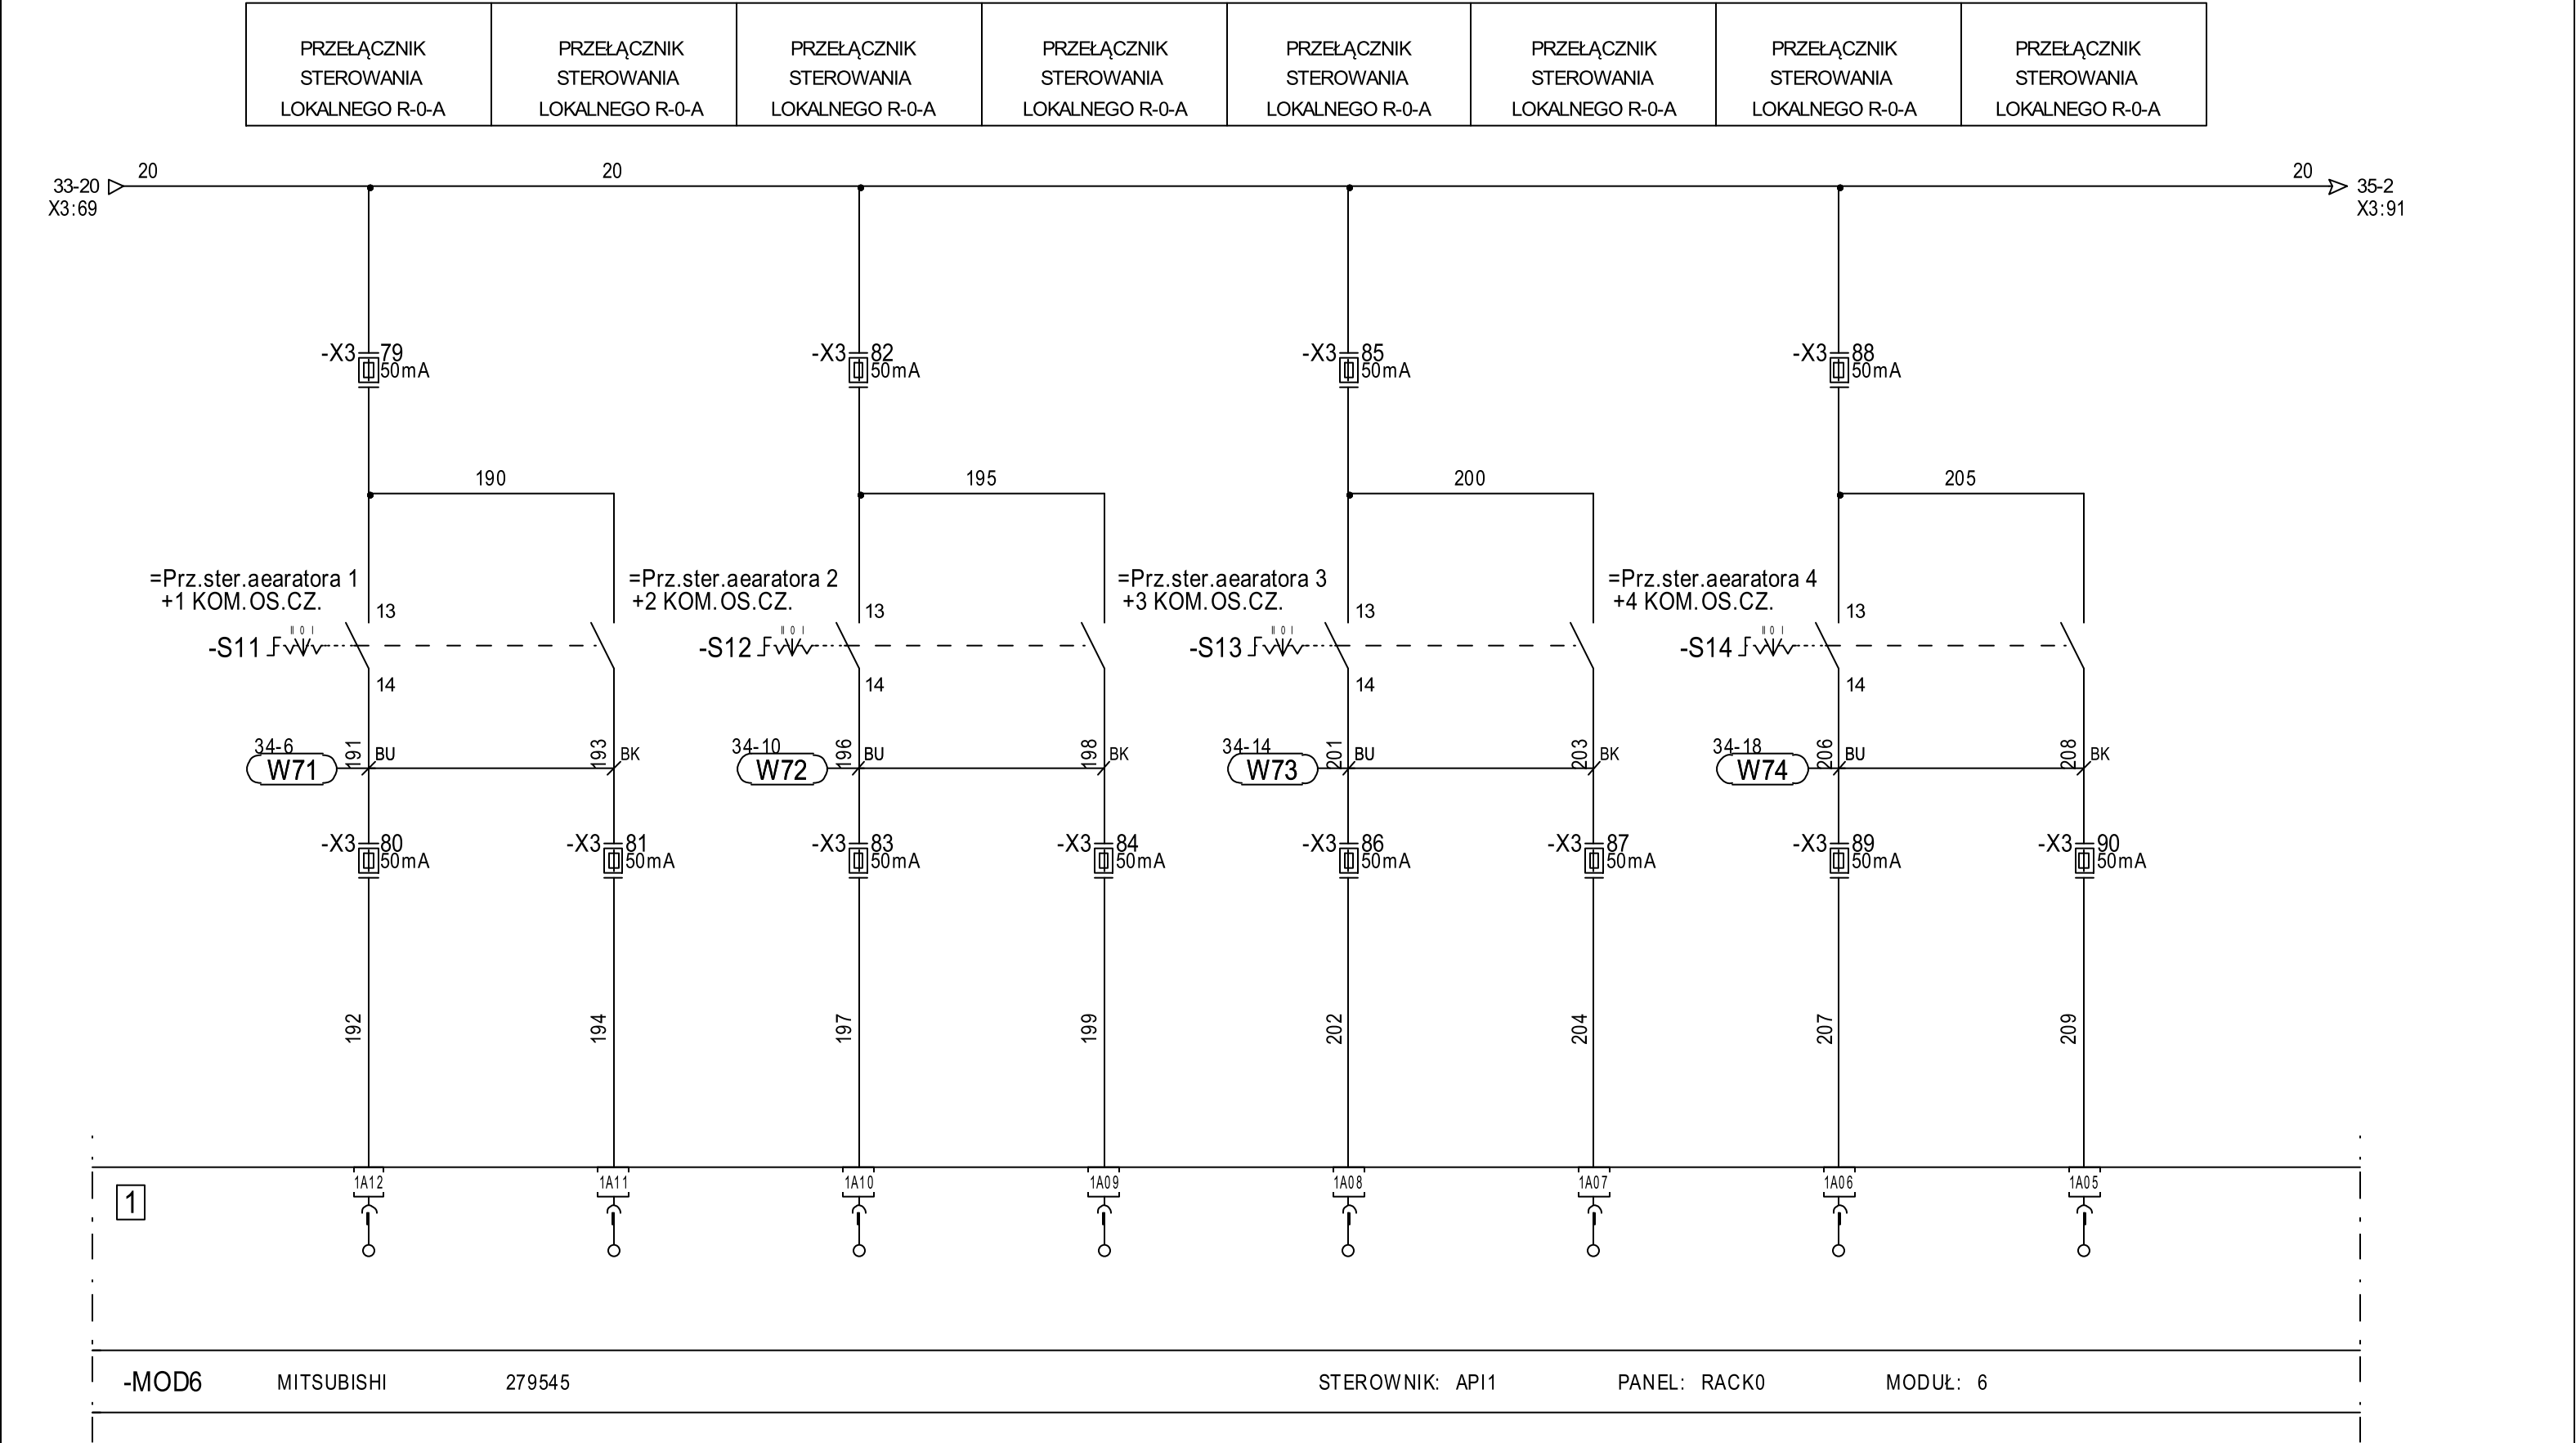 PRZEŁĄCZNIK STEROWANIA LOKALNEGO R-0-A
PRZEŁĄCZNIK STEROWANIA LOKALNEGO R-0-A
PRZEŁĄCZNIK STEROWANIA LOKALNEGO R-0-A
PRZEŁĄCZNIK STEROWANIA LOKALNEGO R-0-A
PRZEŁĄCZNIK STEROWANIA LOKALNEGO R-0-A
PRZEŁĄCZNIK STEROWANIA LOKALNEGO R-0-A
PRZEŁĄCZNIK STEROWANIA LOKALNEGO R-0-A
PRZEŁĄCZNIK STEROWANIA LOKALNEGO R-0-A
20 20 20
33-20 35-2
X3:69 X3:91
-X3 79 -X3 82 -X3 85 -X3 88
50mA 50mA 50mA 50mA
190 195 200 205
=Prz.ster.aearatora 1 =Prz.ster.aearatora 2 =Prz.ster.aearatora 3 =Prz.ster.aearatora 4
+1 KOM.OS.CZ. +2 KOM.OS.CZ. +3 KOM.OS.CZ. +4 KOM.OS.CZ.
13 13 13 13
II 0 I II 0 I II 0 I II 0 I
-S11 -S12 -S13 -S14
14 14 14 14
34-6 191 BU 193 BK 34-10 196 BU 198 BK 34-14 201 BU 203 BK 34-18 206 BU 208 BK
W71 W72 W73 W74
-X3 80 -X3 81 -X3 83 -X3 84 -X3 86 -X3 87 -X3 89 -X3 90
50mA 50mA 50mA 50mA 50mA 50mA 50mA 50mA
192 194 197 199 202 204 207 209
1A12 1A11 1A10 1A09 1A08 1A07 1A06 1A05
1
-MOD6 MITSUBISHI 279545 STEROWNIK: API1 PANEL: RACK0 MODUŁ: 6